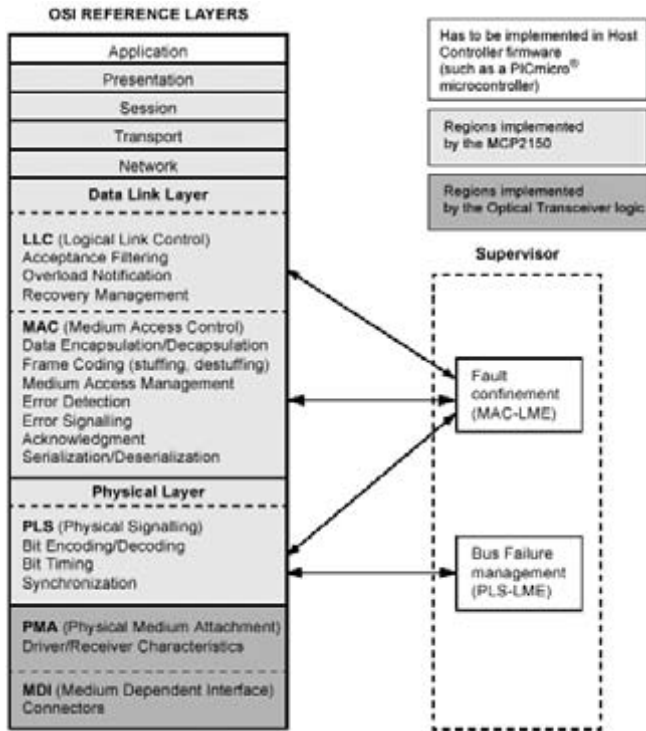 OSI REFERENCE LAYERS
Application
Presentation
Session
Transport
Network
Data Link Layer
LLC (Logical Link Control)
Acceptance Filtering
Overload Notification
Recovery Management
MAC (Medium Access Control)
Data Encapsulation/Decapsulation
Frame Coding (stuffing, destuffing)
Medium Access Management
Error Detection
Error Signalling
Acknowledgment
Serialization/Deserialization
Physical Layer
PLS (Physical Signalling)
Bit Encoding/Decoding
Bit Timing
Synchronization
PMA (Physical Medium Attachment)
Driver/Receiver Characteristics
MDI (Medium Dependent Interface)
Connectors
Has to be implemented in Host
Controller firmware
(such as a PICmicro®
microcontroller)
Regions implemented
by the MCP2150
Regions implemented
by the Optical Transceiver logic
Supervisor
Fault
confinement
(MAC-LME)
Bus Failure
management
(PLS-LME)